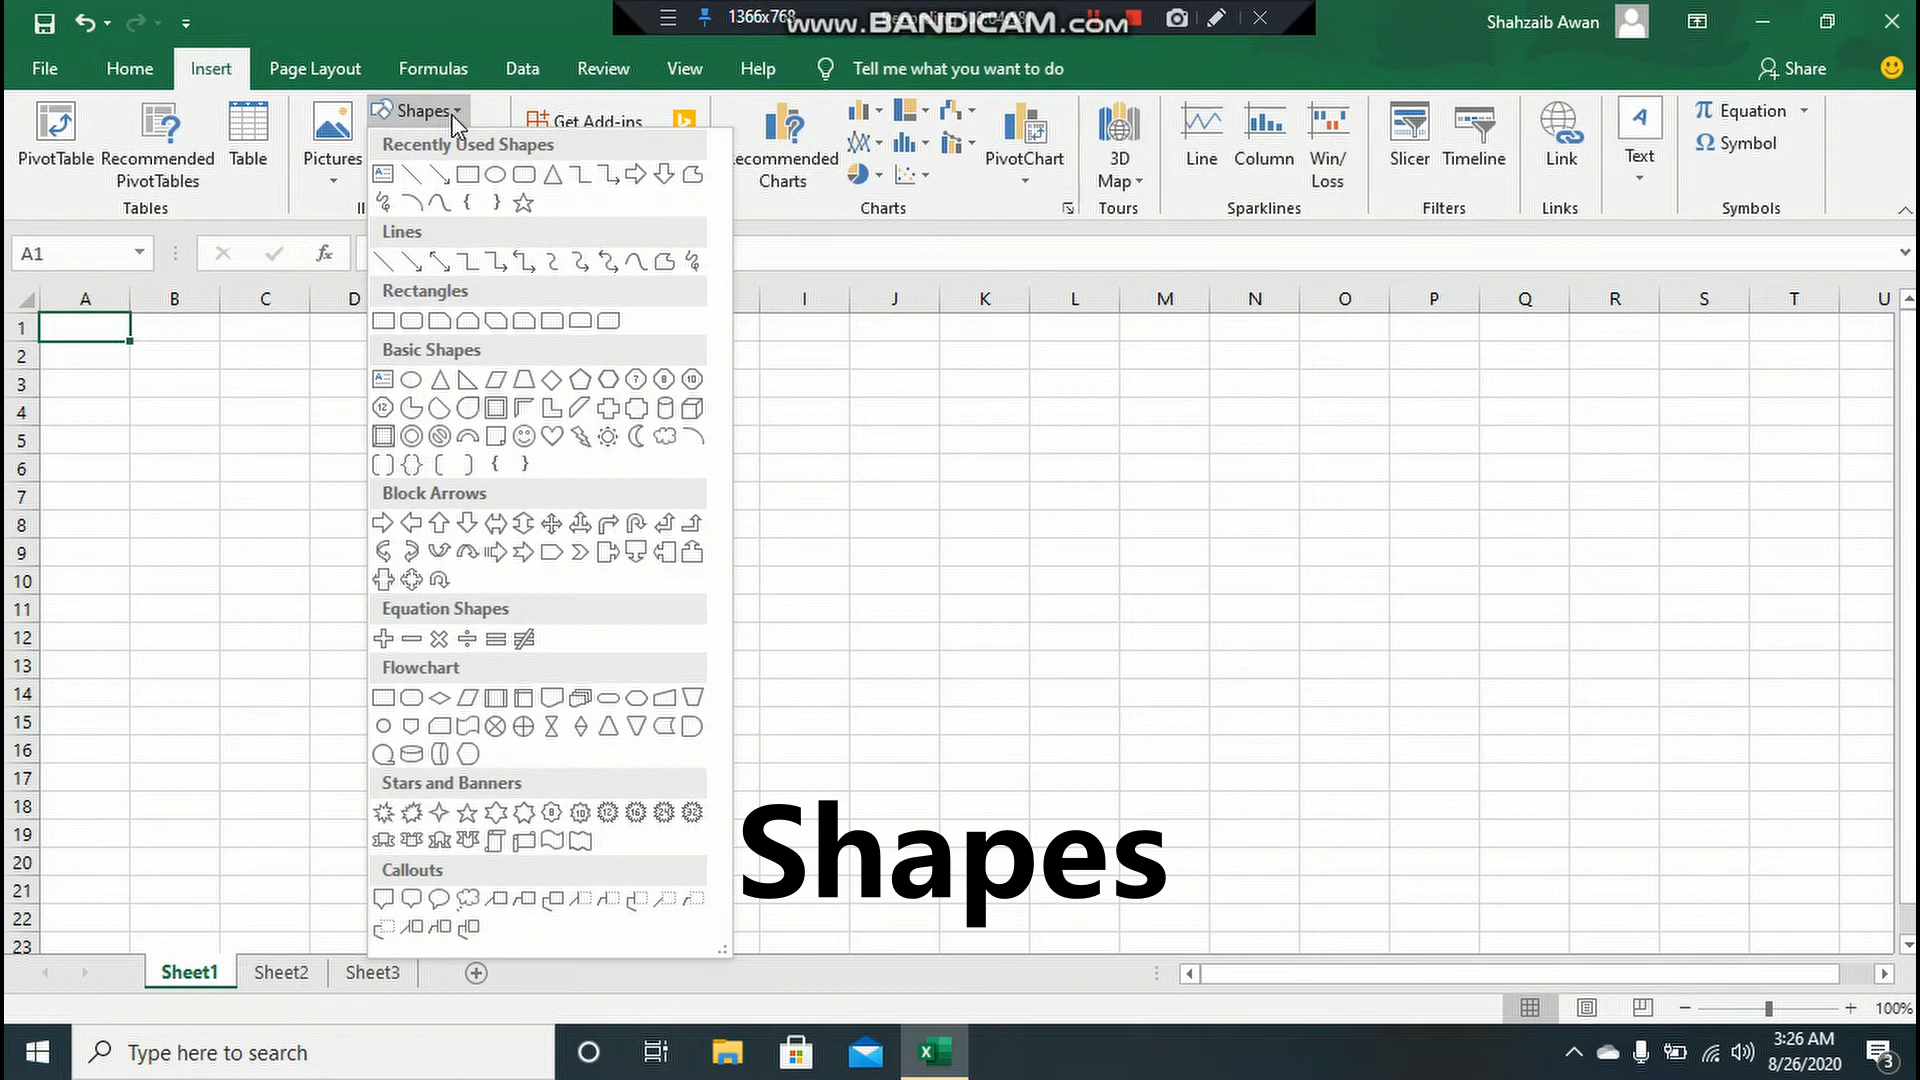 1366x768
www.BANDICAM.com
Shahzaib Awan
File Home Insert Page Layout Formulas Data Review View Help Tell me what you want to do Share
Shapes
Get Add-ins
PivotTable
Recommended
PivotTables
Table
Pictures
Tables
ecommended
Charts
PivotChart
Charts
3D
Map
Tours
Line
Column
Win/
Loss
Sparklines
Slicer
Timeline
Filters
Link
Links
Text
π Equation
Ω Symbol
Symbols
A1
fx
Recently Used Shapes
Lines
Rectangles
Basic Shapes
Block Arrows
Equation Shapes
Flowchart
Stars and Banners
Callouts
A B C D I J K L M N O P Q R S T U
1
2
3
4
5
6
7
8
9
10
11
12
13
14
15
16
17
18
19
20
21
22
23
Shapes
Sheet1 Sheet2 Sheet3
100%
Type here to search
3:26 AM
8/26/2020
3